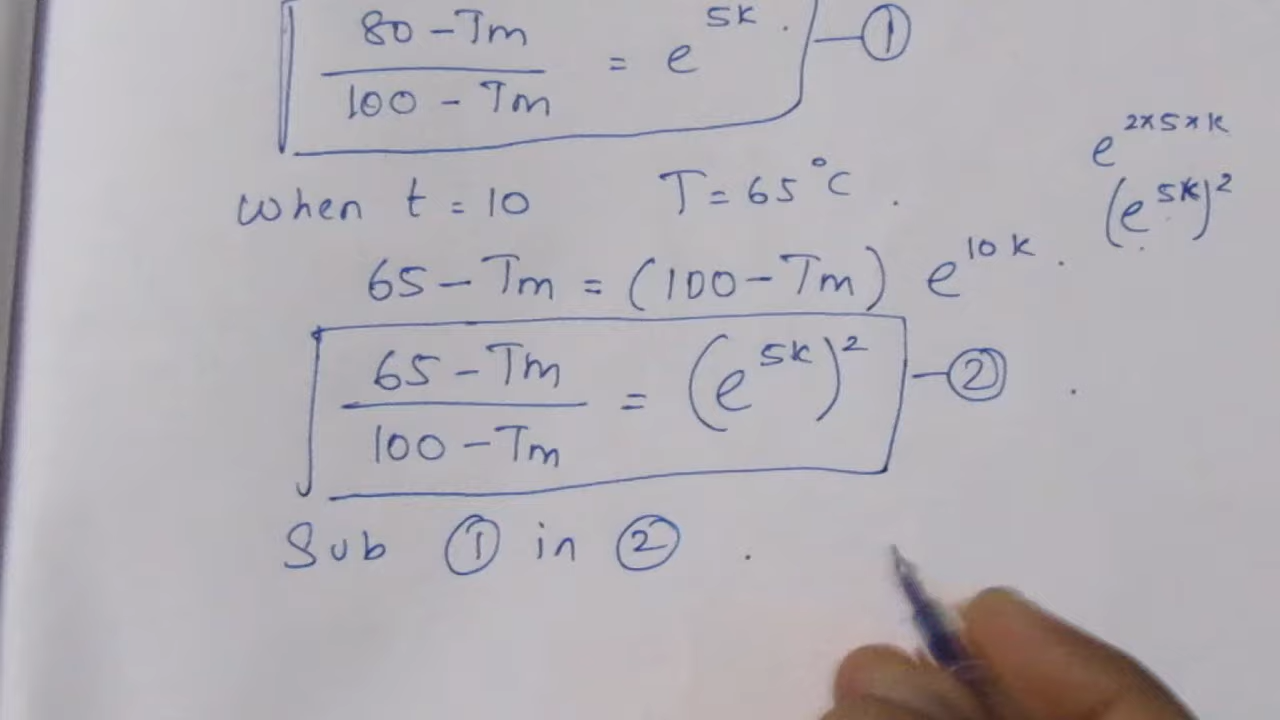 80 - Tm
/ 100 - Tm = e^5k . — ①
e^2×5×k
(e^5k)^2
When t = 10 T = 65°C .
65 - Tm = (100 - Tm) e^10k .
65 - Tm
/ 100 - Tm = (e^5k)^2 — ②
Sub ① in ② .